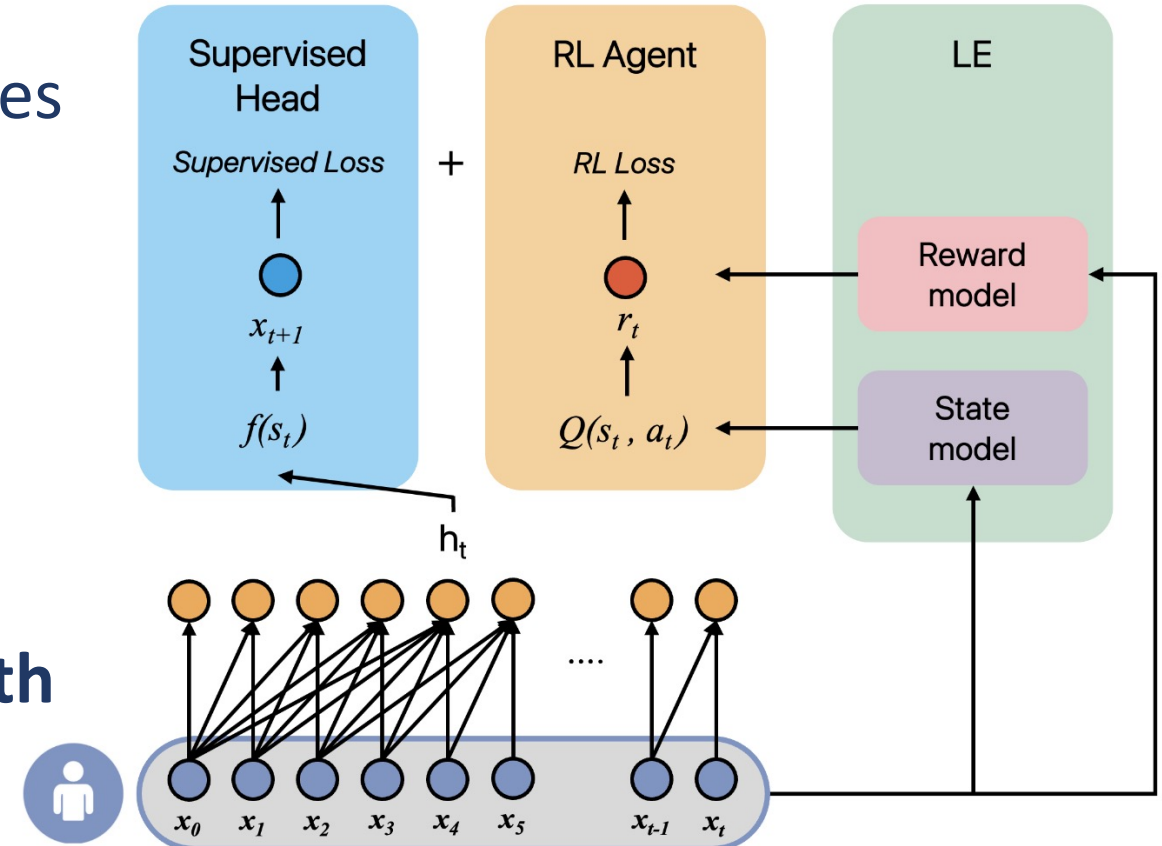 es
th
Supervised
Head
Supervised Loss
x_{t+1}
f(s_t)
+
RL Agent
RL Loss
r_t
Q(s_t , a_t)
LE
Reward
model
State
model
h_t
....
x_0 x_1 x_2 x_3 x_4 x_5 x_{t-1} x_t